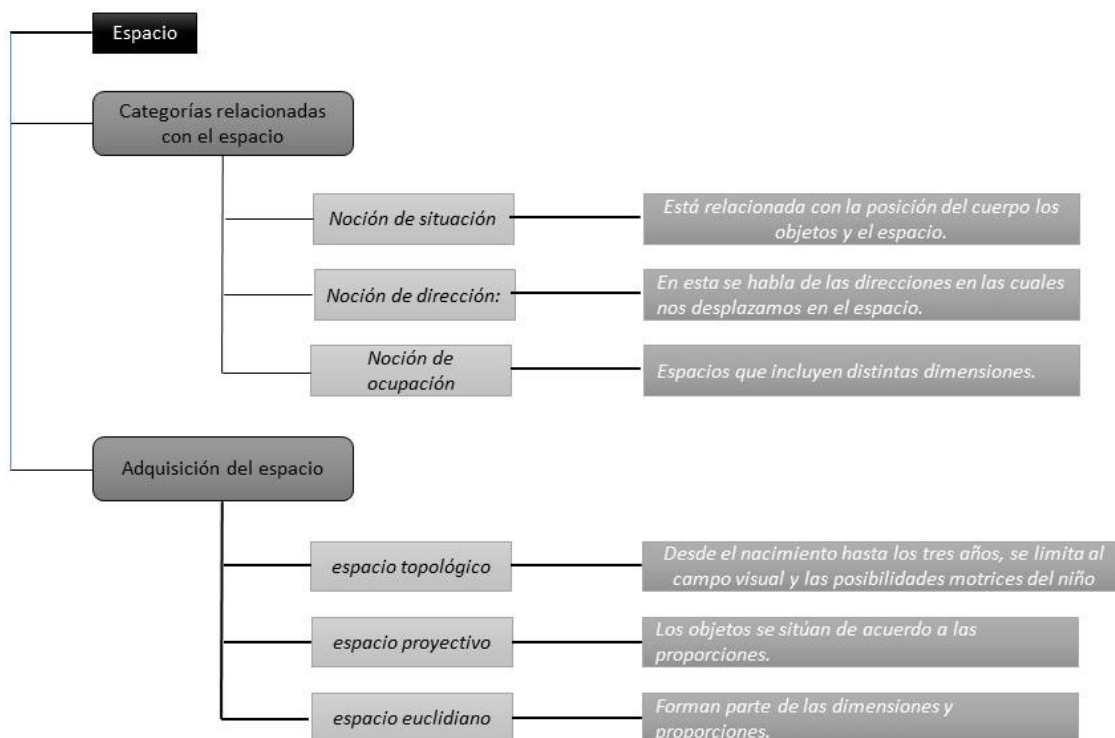 Espacio
Categorías relacionadas
con el espacio
Noción de situación
Está relacionada con la posición del cuerpo los
objetos y el espacio.
Noción de dirección:
En esta se habla de las direcciones en las cuales
nos desplazamos en el espacio.
Noción de
ocupación
Espacios que incluyen distintas dimensiones.
Adquisición del espacio
espacio topológico
Desde el nacimiento hasta los tres años, se limita al
campo visual y las posibilidades motrices del niño
espacio proyectivo
Los objetos se sitúan de acuerdo a las
proporciones.
espacio euclidiano
Forman parte de las dimensiones y
proporciones.